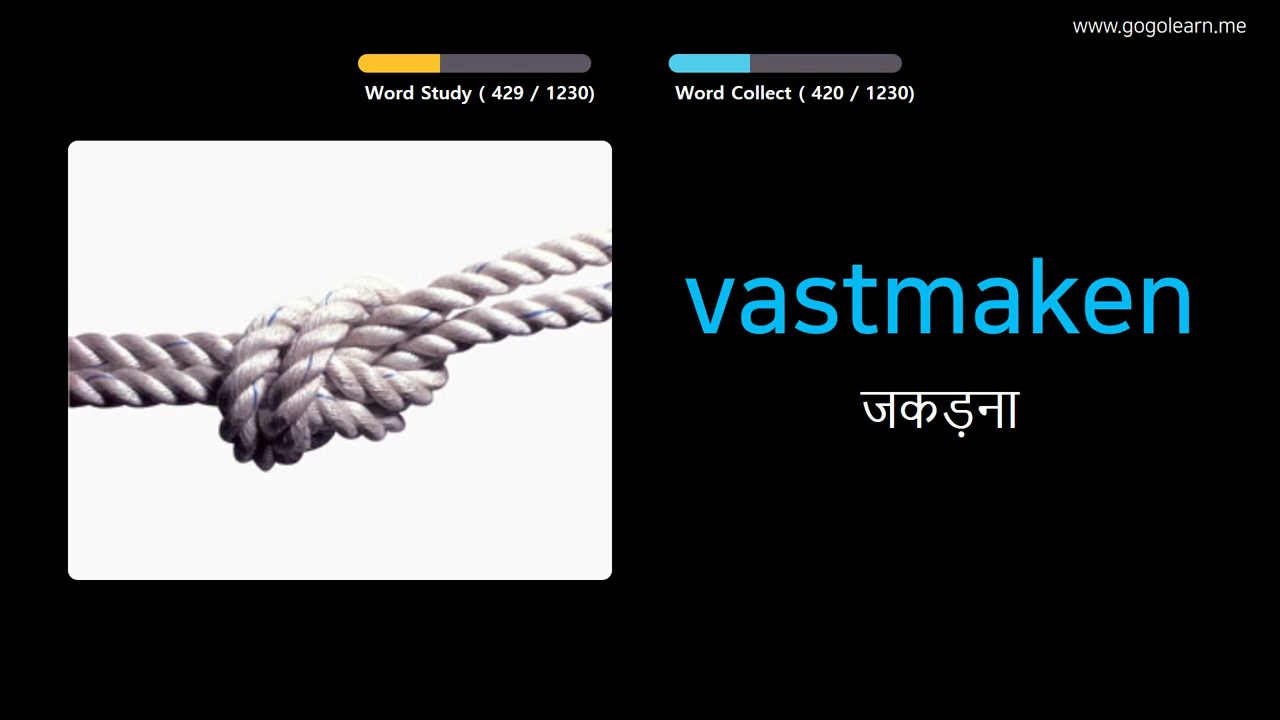 www.gogolearn.me
Word Study ( 429 / 1230)
Word Collect ( 420 / 1230)
vastmaken
जकड़ना